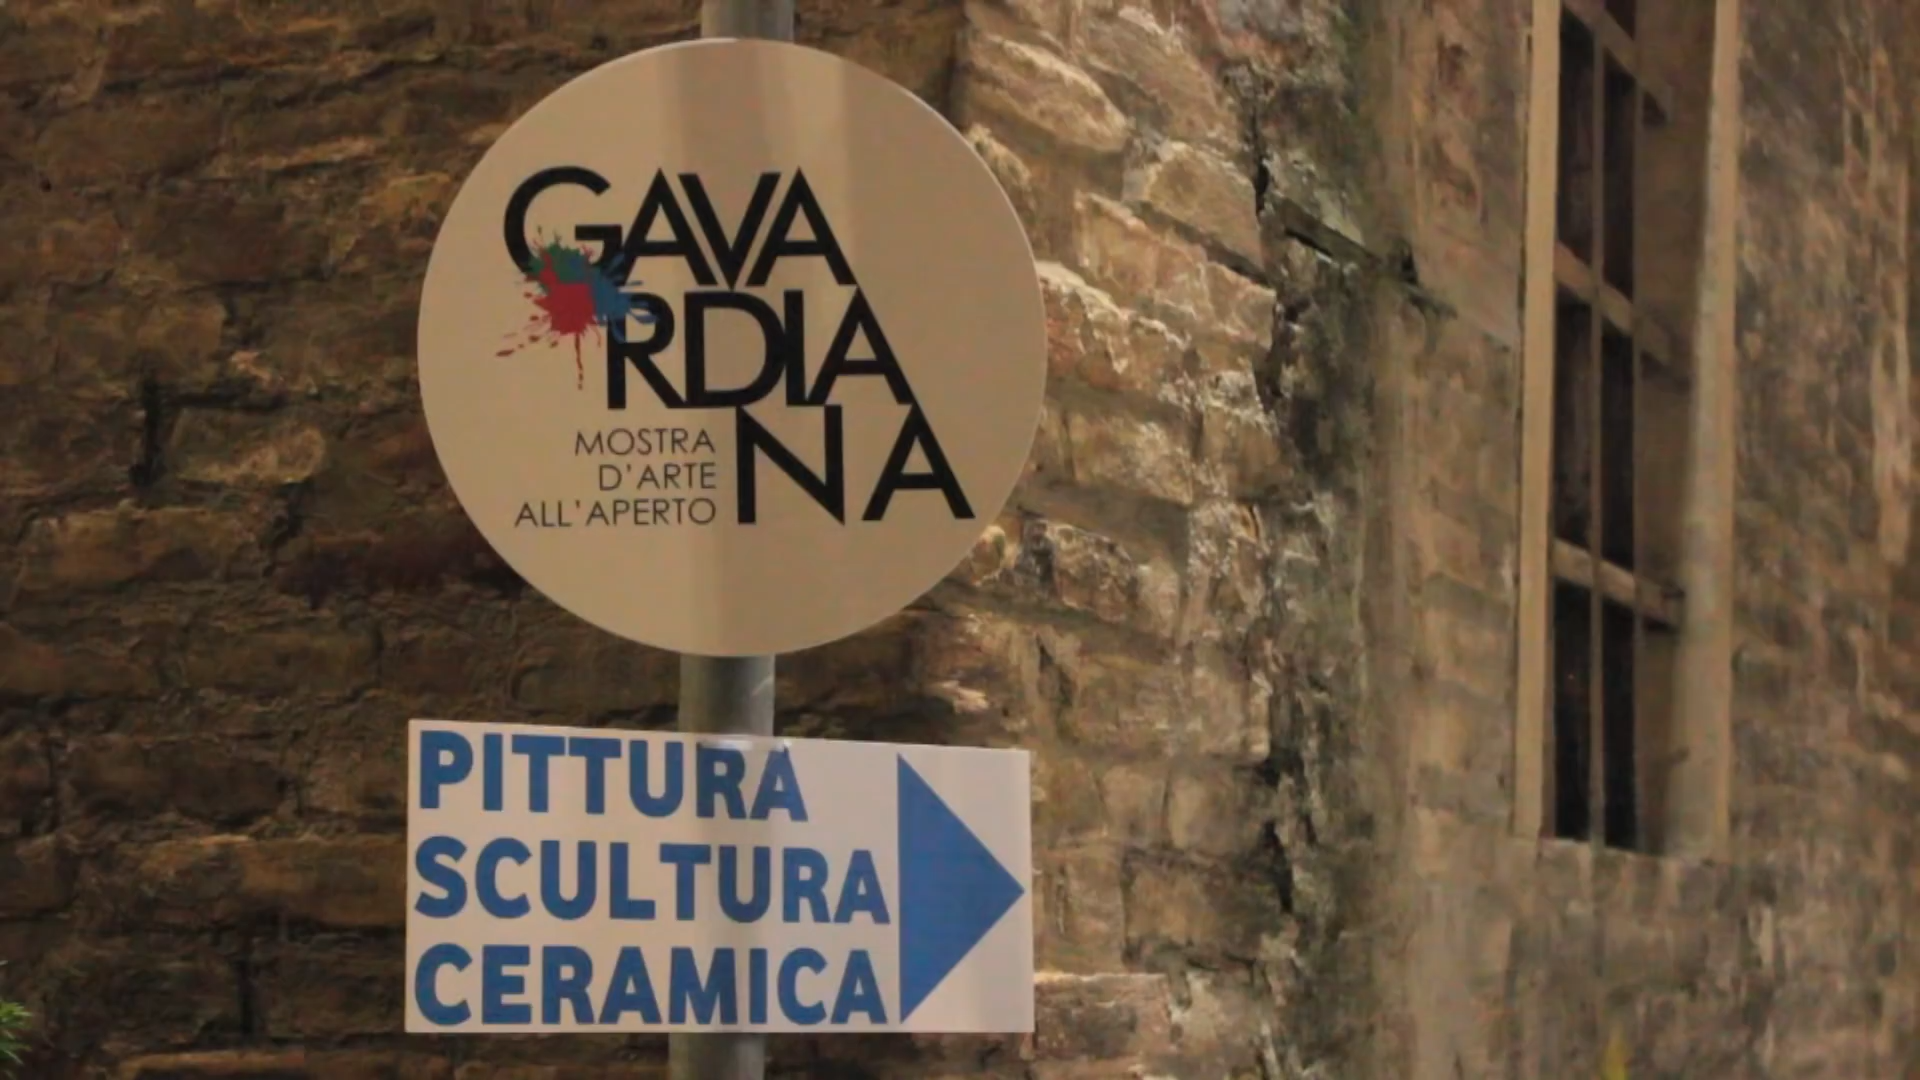 GAVA
RDIA
NA
MOSTRA
D'ARTE
ALL'APERTO
PITTURA
SCULTURA
CERAMICA